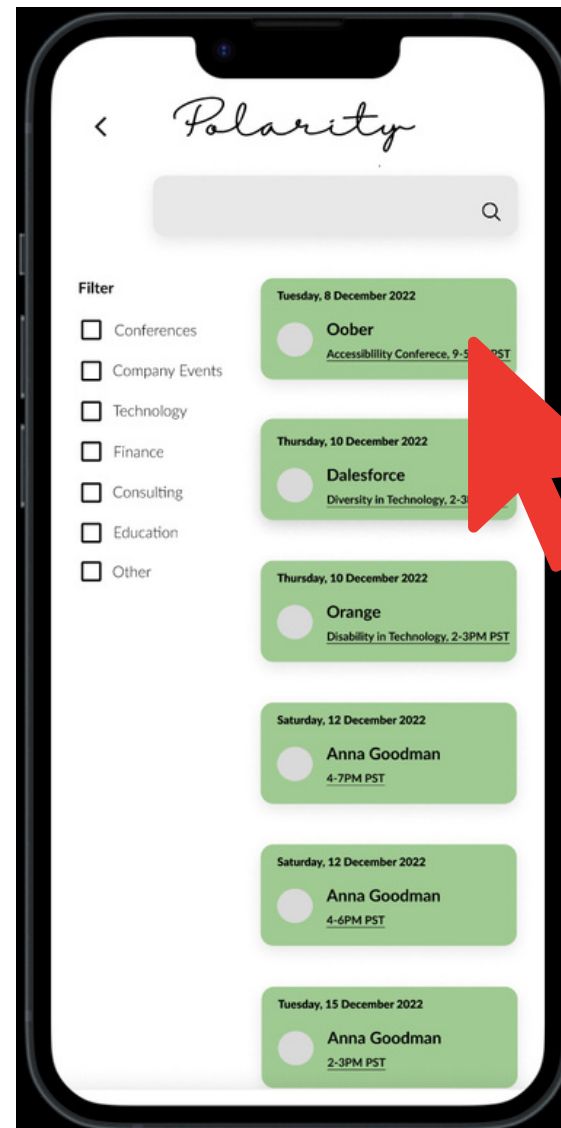 Polarity
Filter
Conferences
Company Events
Technology
Finance
Consulting
Education
Other
Tuesday, 8 December 2022
Oober
Accessiblility Conferece, 9-5 PST
Thursday, 10 December 2022
Dalesforce
Diversity in Technology, 2-3
Thursday, 10 December 2022
Orange
Disability in Technology, 2-3PM PST
Saturday, 12 December 2022
Anna Goodman
4-7PM PST
Saturday, 12 December 2022
Anna Goodman
4-6PM PST
Tuesday, 15 December 2022
Anna Goodman
2-3PM PST